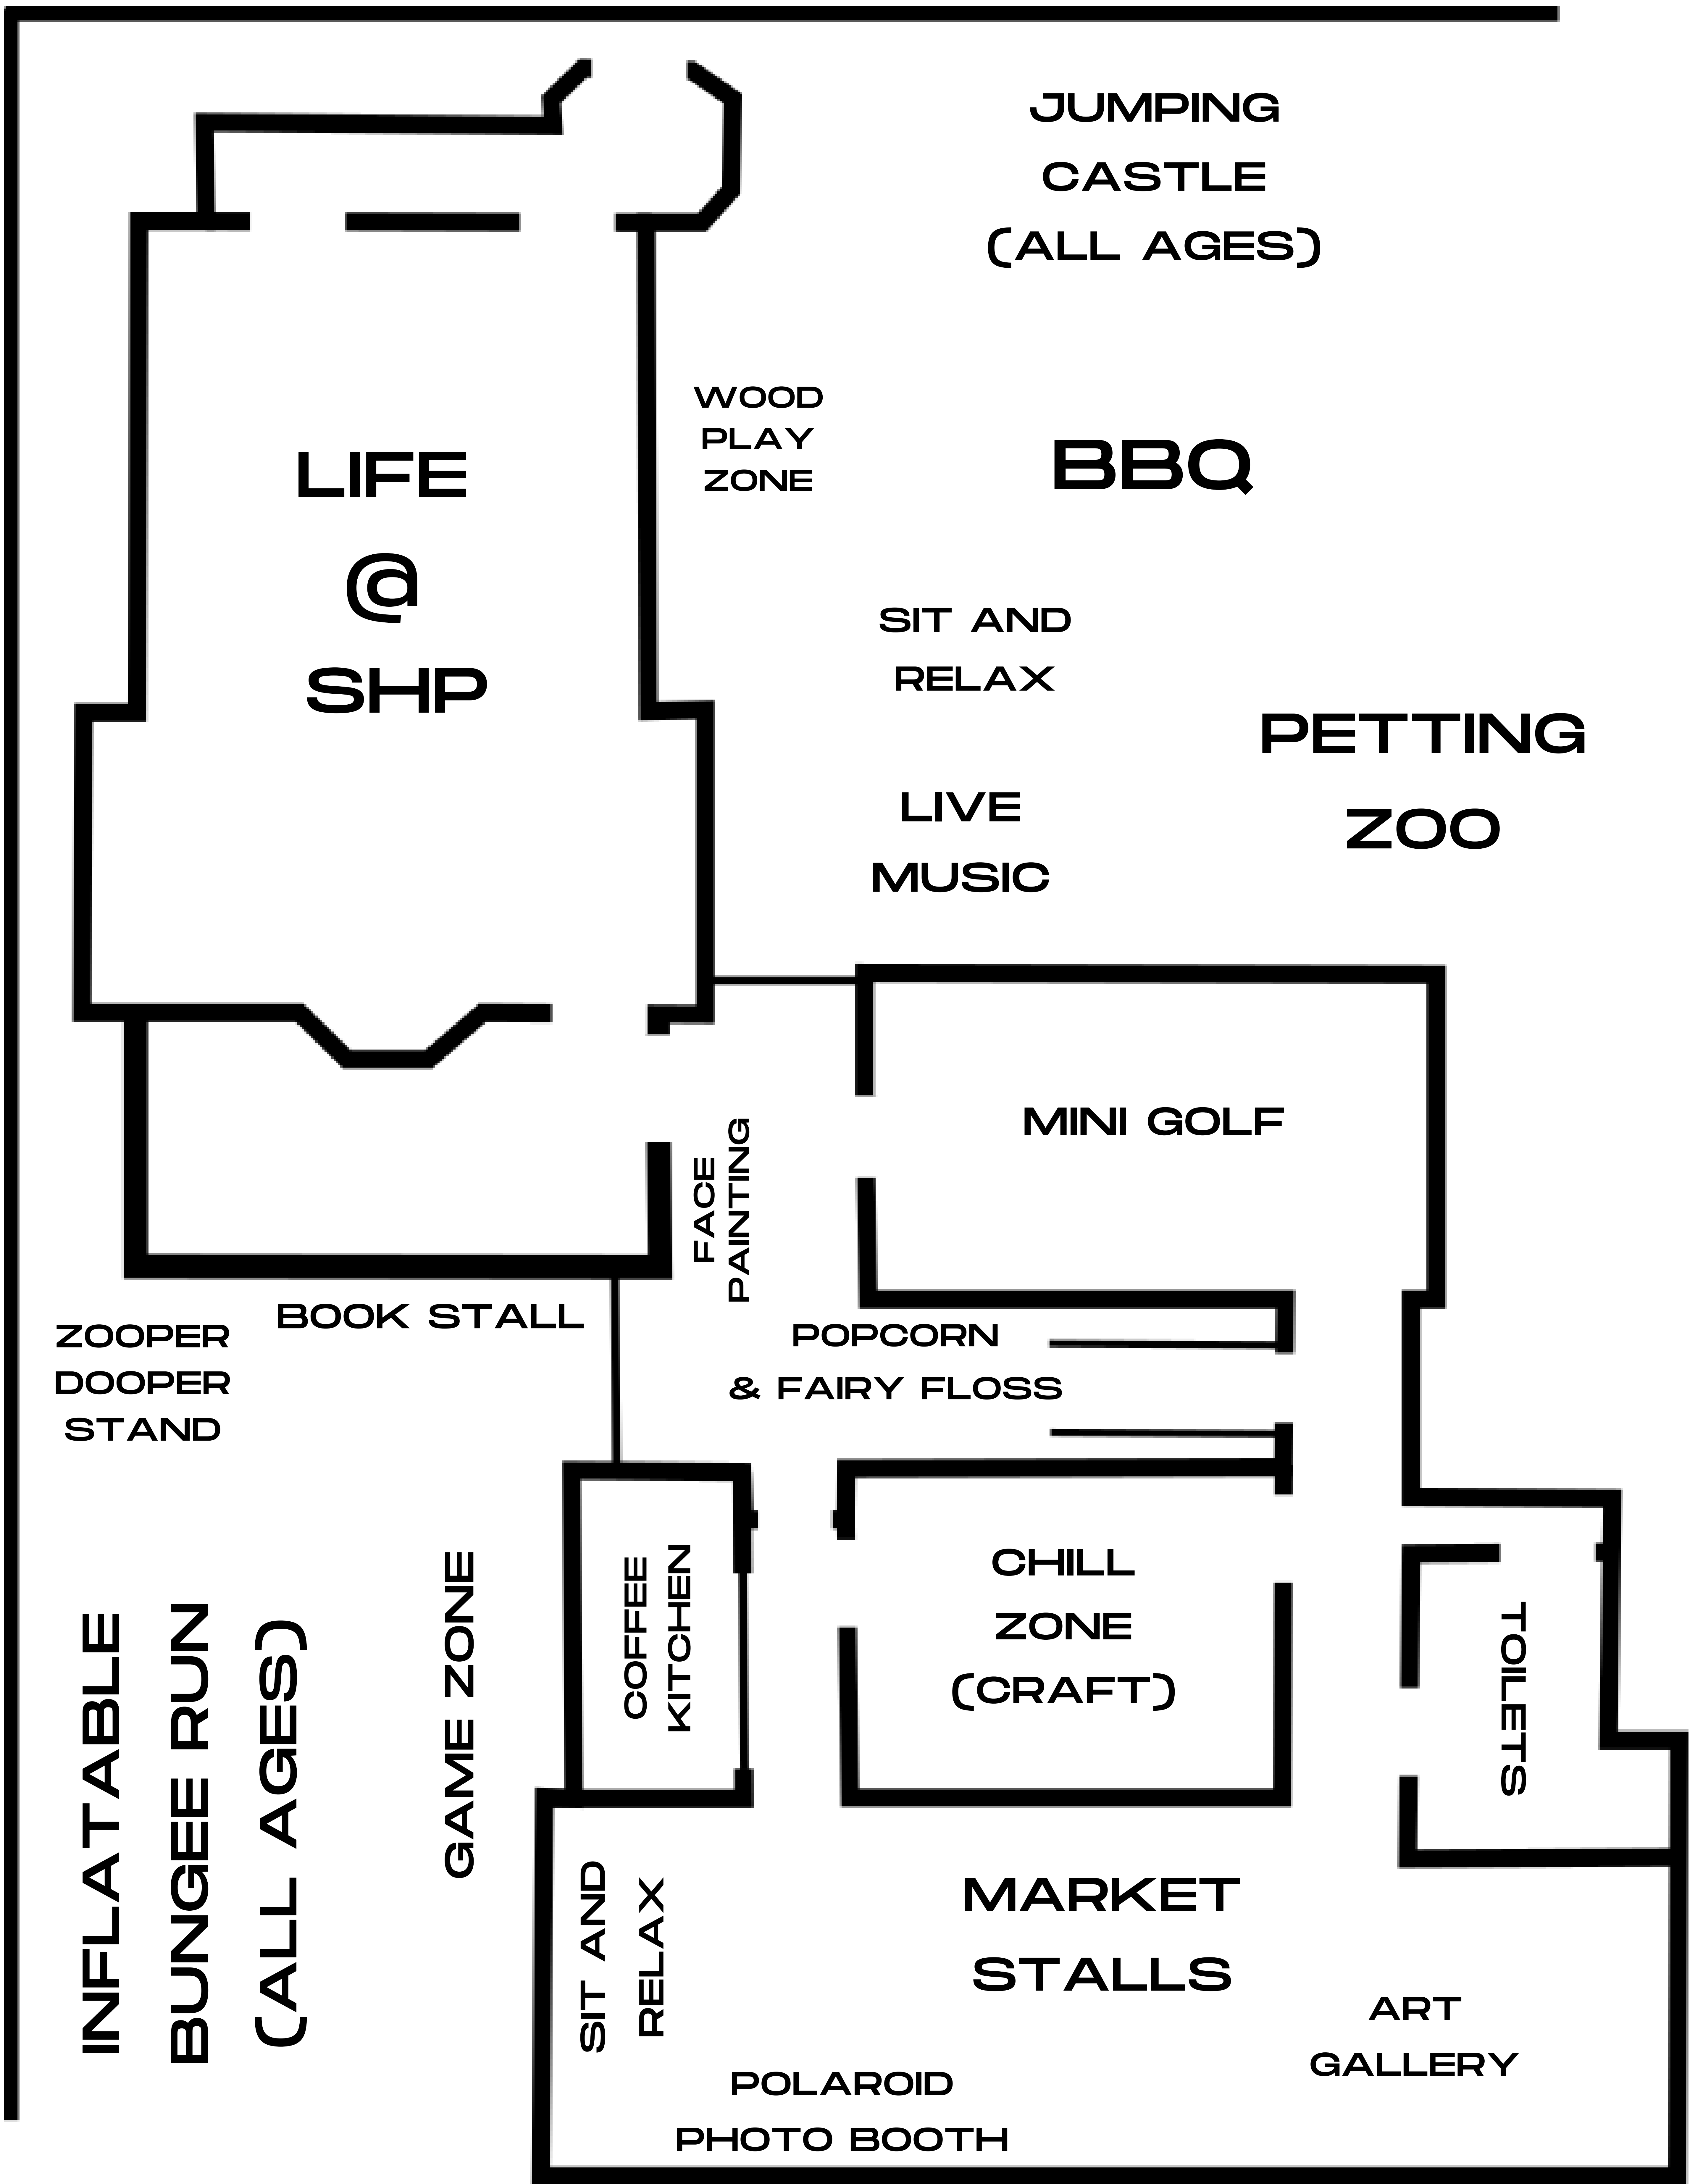 JUMPING
CASTLE
(ALL AGES)
WOOD
PLAY
ZONE
BBQ
LIFE
@
SHP
SIT AND
RELAX
PETTING
ZOO
LIVE
MUSIC
MINI GOLF
FACE
PAINTING
BOOK STALL
ZOOPER
DOOPER
STAND
POPCORN
& FAIRY FLOSS
COFFEE
KITCHEN
CHILL
ZONE
(CRAFT)
TOILETS
GAME ZONE
INFLATABLE
BUNGEE RUN
(ALL AGES)
SIT AND
RELAX
MARKET
STALLS
ART
GALLERY
POLAROID
PHOTO BOOTH